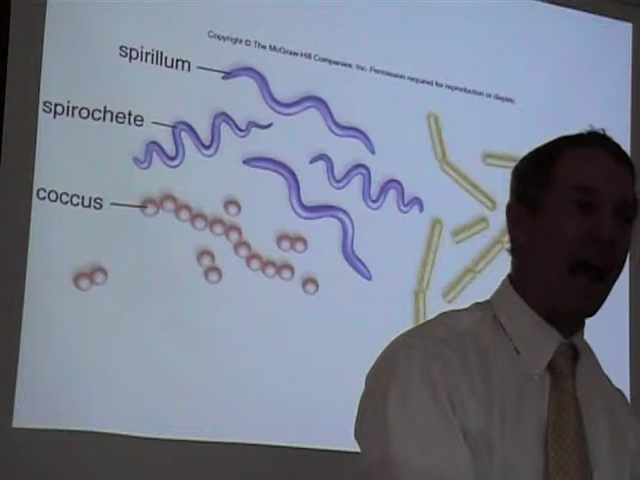 Copyright © The McGraw-Hill Companies, Inc. Permission required for reproduction or display.
spirillum
spirochete
coccus